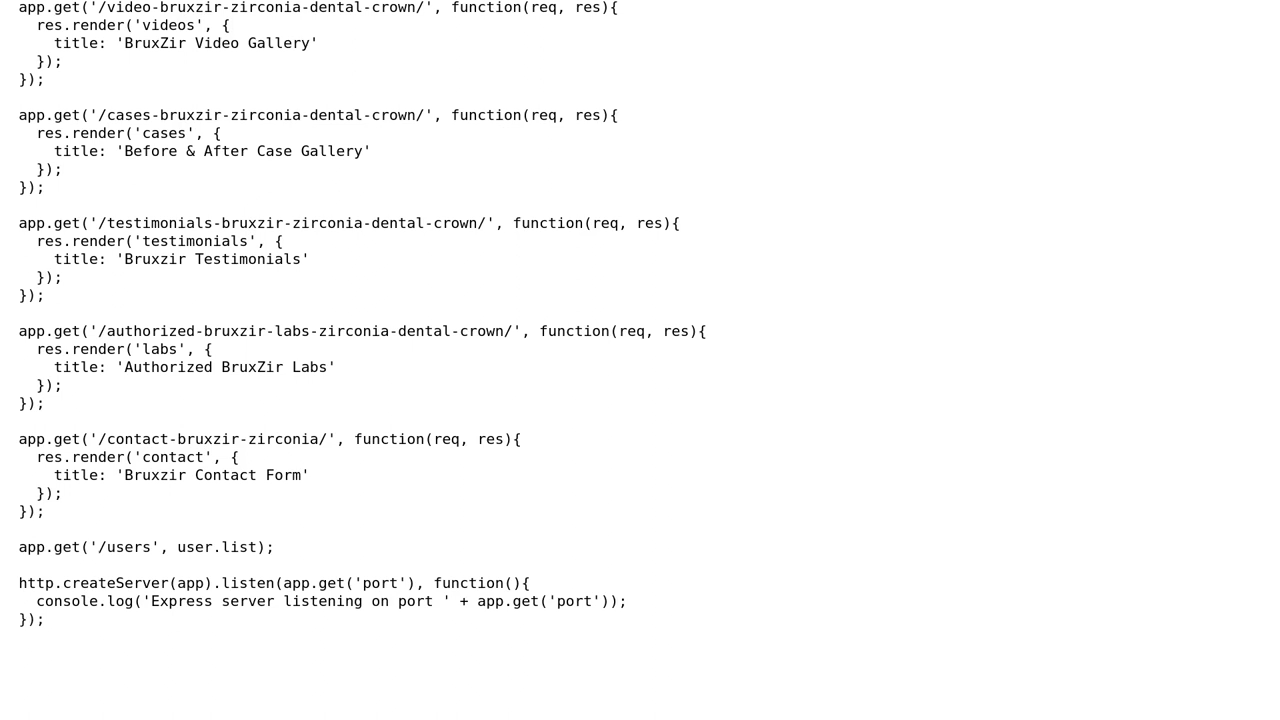 app.get('/video-bruxzir-zirconia-dental-crown/', function(req, res){
  res.render('videos', {
    title: 'BruxZir Video Gallery'
  });
});

app.get('/cases-bruxzir-zirconia-dental-crown/', function(req, res){
  res.render('cases', {
    title: 'Before & After Case Gallery'
  });
});

app.get('/testimonials-bruxzir-zirconia-dental-crown/', function(req, res){
  res.render('testimonials', {
    title: 'Bruxzir Testimonials'
  });
});

app.get('/authorized-bruxzir-labs-zirconia-dental-crown/', function(req, res){
  res.render('labs', {
    title: 'Authorized BruxZir Labs'
  });
});

app.get('/contact-bruxzir-zirconia/', function(req, res){
  res.render('contact', {
    title: 'Bruxzir Contact Form'
  });
});

app.get('/users', user.list);

http.createServer(app).listen(app.get('port'), function(){
  console.log('Express server listening on port ' + app.get('port'));
});